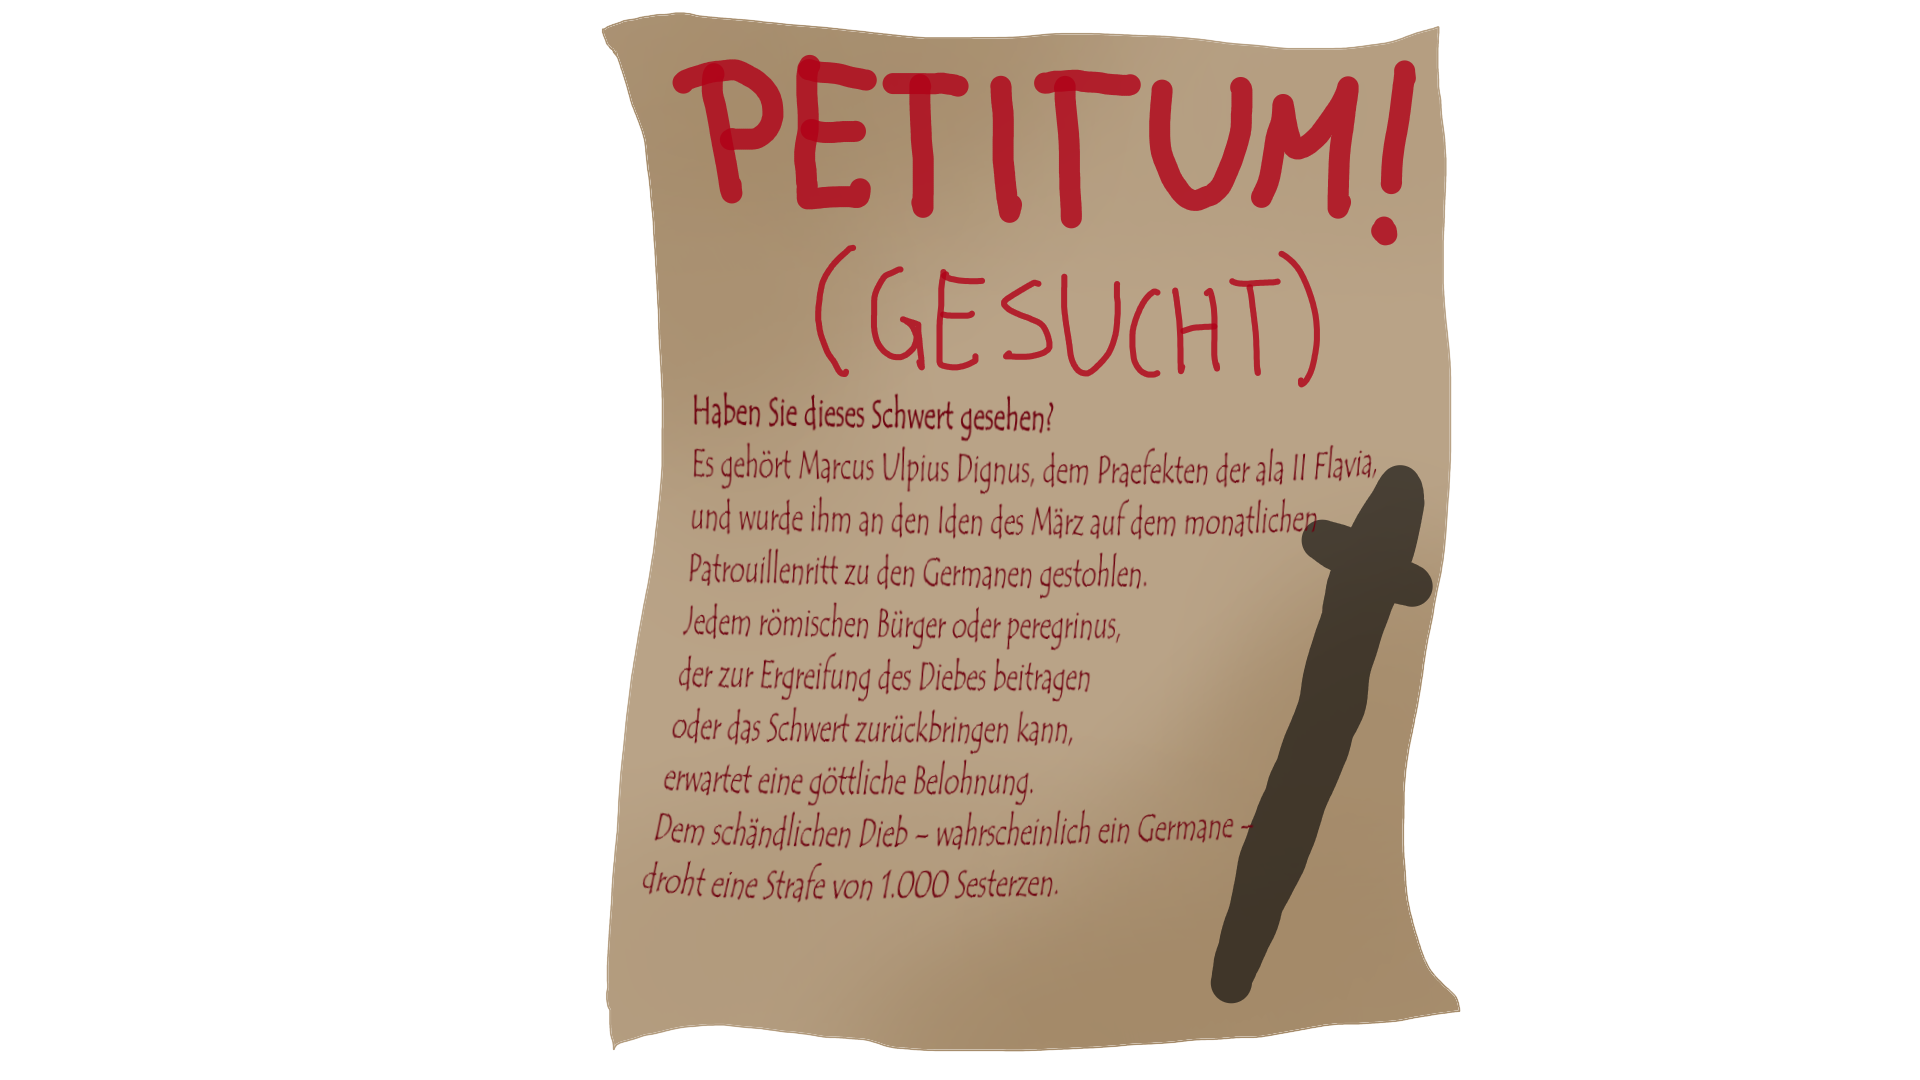 PETITUM!
(GESUCHT)
Haben Sie dieses Schwert gesehen?
Es gehört Marcus Ulpius Dignus, dem Praefekten der ala II Flavia,
und wurde ihm an den Iden des März auf dem monatlichen
Patrouillenritt zu den Germanen gestohlen.
Jedem römischen Bürger oder peregrinus,
der zur Ergreifung des Diebes beitragen
oder das Schwert zurückbringen kann,
erwartet eine göttliche Belohnung.
Dem schändlichen Dieb – wahrscheinlich ein Germane –
droht eine Strafe von 1.000 Sesterzen.